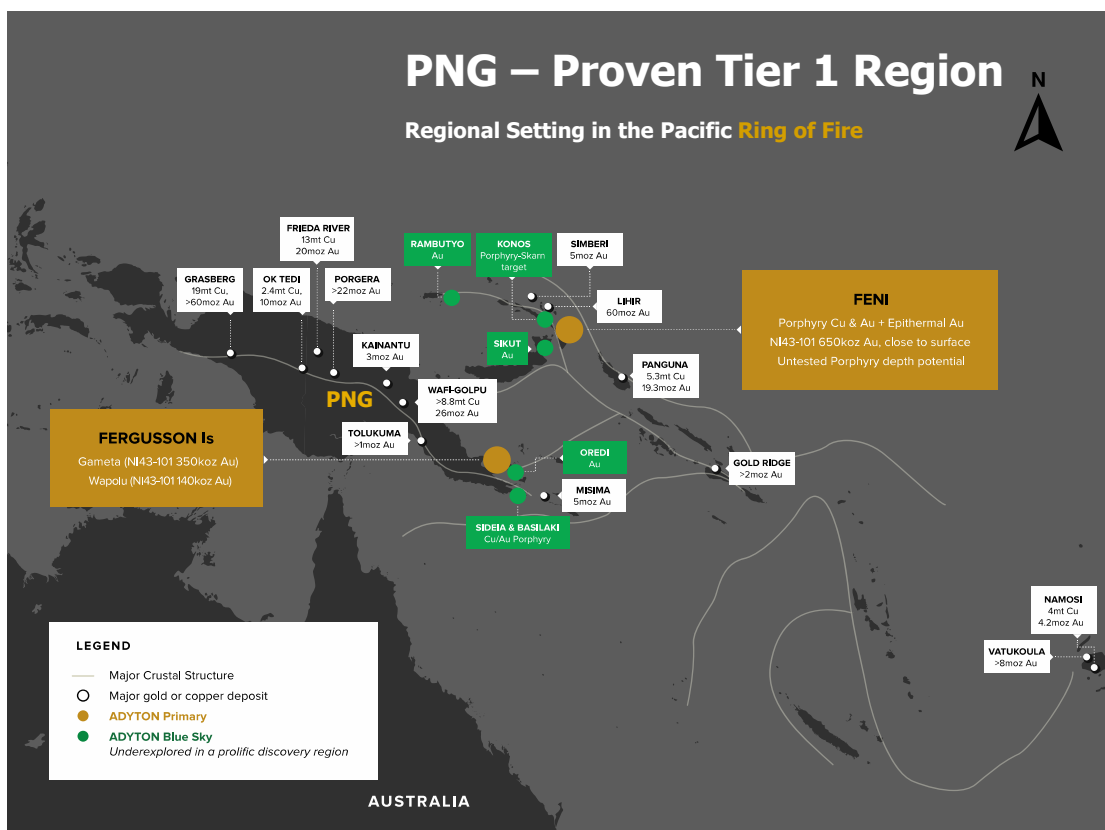 PNG – Proven Tier 1 Region
N
Regional Setting in the Pacific Ring of Fire
FRIEDA RIVER
13mt Cu
20moz Au
RAMBUTYO
Au
KONOS
Porphyry-Skarn
target
SIMBERI
5moz Au
GRASBERG
19mt Cu,
>60moz Au
OK TEDI
2.4mt Cu,
10moz Au
PORGERA
>22moz Au
LIHIR
60moz Au
FENI
Porphyry Cu & Au + Epithermal Au
NI43-101 650koz Au, close to surface
Untested Porphyry depth potential
KAINANTU
3moz Au
SIKUT
Au
PANGUNA
5.3mt Cu
19.3moz Au
WAFI-GOLPU
>8.8mt Cu
26moz Au
PNG
FERGUSSON Is
Gameta (NI43-101 350koz Au)
Wapolu (NI43-101 140koz Au)
TOLUKUMA
>1moz Au
OREDI
Au
GOLD RIDGE
>2moz Au
MISIMA
5moz Au
SIDEIA & BASILAKI
Cu/Au Porphyry
NAMOSI
4mt Cu
4.2moz Au
VATUKOULA
>8moz Au
LEGEND
Major Crustal Structure
Major gold or copper deposit
ADYTON Primary
ADYTON Blue Sky
Underexplored in a prolific discovery region
AUSTRALIA